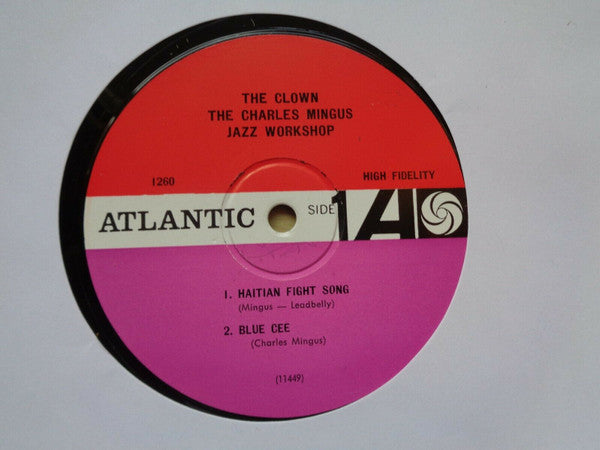 THE CLOWN
THE CHARLES MINGUS
JAZZ WORKSHOP
1260 HIGH FIDELITY
ATLANTIC SIDE 1 A
1. HAITIAN FIGHT SONG
(Mingus — Leadbelly)
2. BLUE CEE
(Charles Mingus)
(11449)